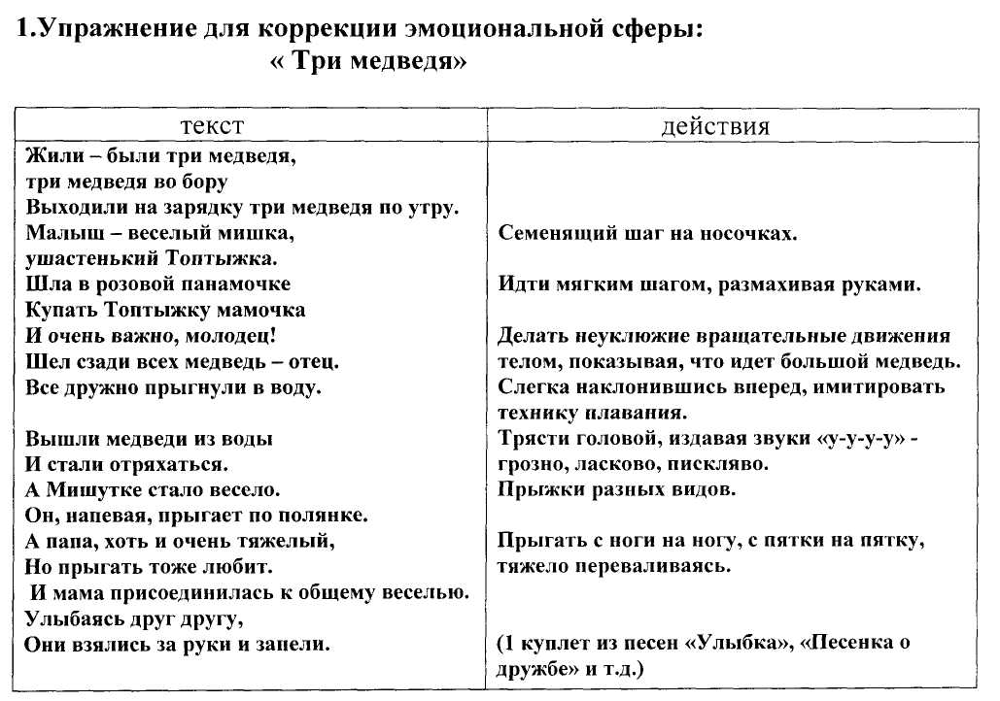 1.Упражнение для коррекции эмоциональной сферы:
« Три медведя»
текст
действия
Жили – были три медведя,
три медведя во бору
Выходили на зарядку три медведя по утру.
Малыш – веселый мишка,
ушастенький Топтыжка.
Шла в розовой панамочке
Купать Топтыжку мамочка
И очень важно, молодец!
Шел сзади всех медведь – отец.
Все дружно прыгнули в воду.
Вышли медведи из воды
И стали отряхаться.
А Мишутке стало весело.
Он, напевая, прыгает по полянке.
А папа, хоть и очень тяжелый,
Но прыгать тоже любит.
И мама присоединилась к общему веселью.
Улыбаясь друг другу,
Они взялись за руки и запели.
Семенящий шаг на носочках.
Идти мягким шагом, размахивая руками.
Делать неуклюжие вращательные движения
телом, показывая, что идет большой медведь.
Слегка наклонившись вперед, имитировать
технику плавания.
Трясти головой, издавая звуки «у-у-у-у» -
грозно, ласково, пискляво.
Прыжки разных видов.
Прыгать с ноги на ногу, с пятки на пятку,
тяжело переваливаясь.
(1 куплет из песен «Улыбка», «Песенка о
дружбе» и т.д.)